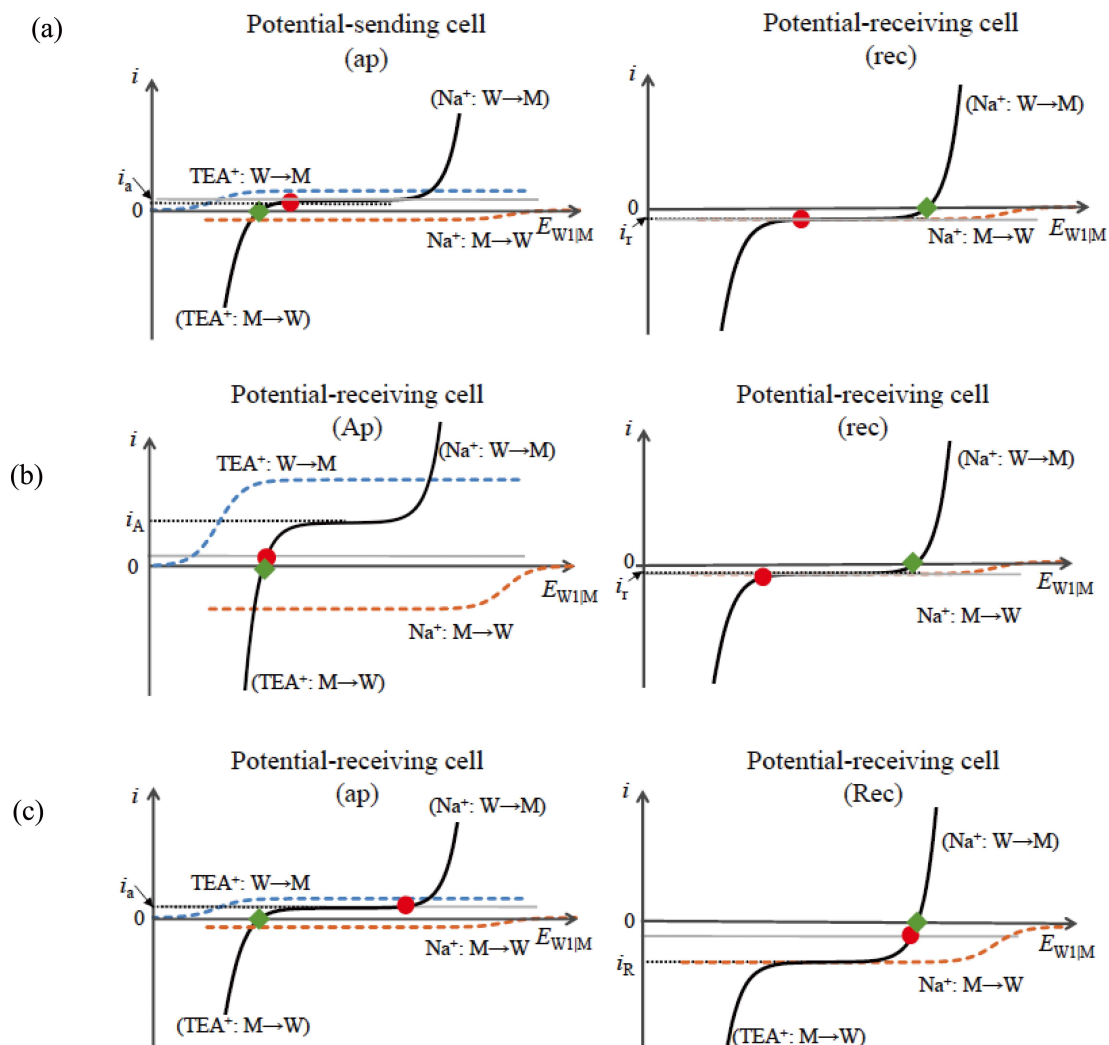 (a)
Potential-sending cell
(ap)
i
(Na⁺: W→M)
TEA⁺: W→M
iₐ
0
E_W1|M
Na⁺: M→W
(TEA⁺: M→W)
Potential-receiving cell
(rec)
i
(Na⁺: W→M)
0
i_r
Na⁺: M→W
E_W1|M
(b)
Potential-receiving cell
(Ap)
i
(Na⁺: W→M)
TEA⁺: W→M
i_A
0
E_W1|M
Na⁺: M→W
(TEA⁺: M→W)
Potential-receiving cell
(rec)
i
(Na⁺: W→M)
0
i_r
E_W1|M
Na⁺: M→W
(c)
Potential-receiving cell
(ap)
i
(Na⁺: W→M)
TEA⁺: W→M
iₐ
0
E_W1|M
Na⁺: M→W
(TEA⁺: M→W)
Potential-receiving cell
(Rec)
i
(Na⁺: W→M)
0
E_W1|M
i_R
Na⁺: M→W
(TEA⁺: M→W)